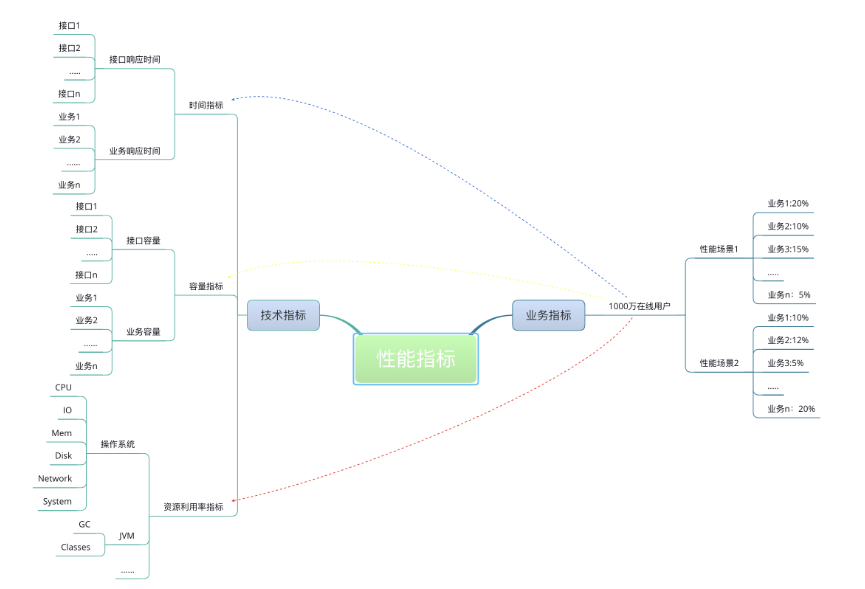 性能指标
技术指标
时间指标
接口响应时间
接口1
接口2
.....
接口n
业务响应时间
业务1
业务2
......
业务n
容量指标
接口容量
接口1
接口2
.....
接口n
业务容量
业务1
业务2
......
业务n
资源利用率指标
操作系统
CPU
IO
Mem
Disk
Network
System
JVM
GC
Classes
......
业务指标
1000万在线用户
性能场景1
业务1:20%
业务2:10%
业务3:15%
.....
业务n：5%
性能场景2
业务1:10%
业务2:12%
业务3:5%
.....
业务n：20%